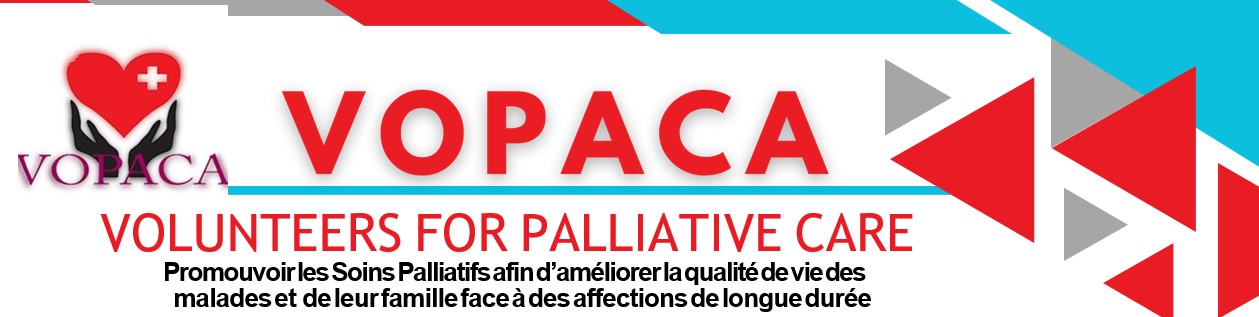 VOPACA
VOPACA
VOLUNTEERS FOR PALLIATIVE CARE
Promouvoir les Soins Palliatifs afin d'améliorer la qualité de vie des
malades et de leur famille face à des affections de longue durée